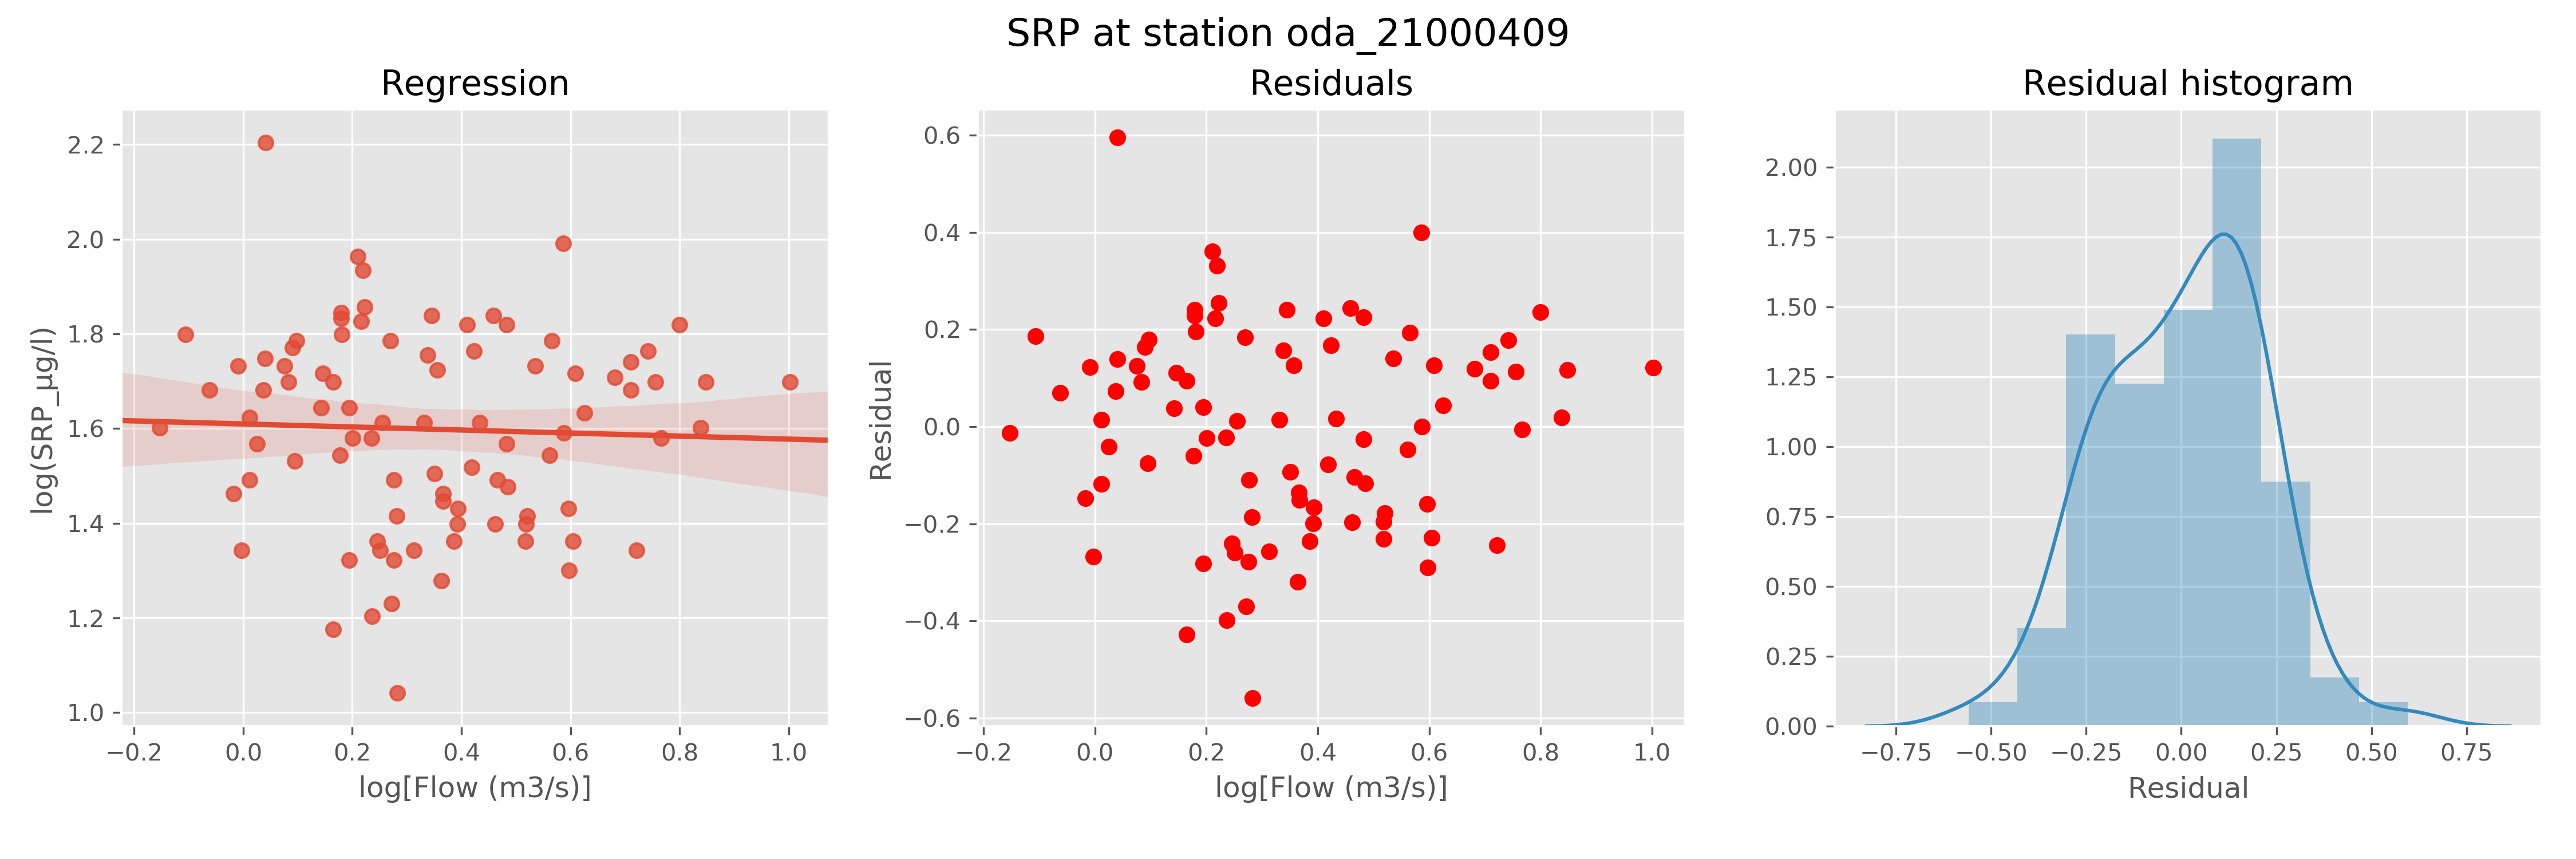 SRP at station oda_21000409
Regression
2.2
2.0
1.8
1.6
1.4
1.2
1.0
log(SRP_µg/l)
−0.2 0.0 0.2 0.4 0.6 0.8 1.0
log[Flow (m3/s)]
Residuals
0.6
0.4
0.2
0.0
−0.2
−0.4
−0.6
Residual
−0.2 0.0 0.2 0.4 0.6 0.8 1.0
log[Flow (m3/s)]
Residual histogram
2.00
1.75
1.50
1.25
1.00
0.75
0.50
0.25
0.00
−0.75 −0.50 −0.25 0.00 0.25 0.50 0.75
Residual